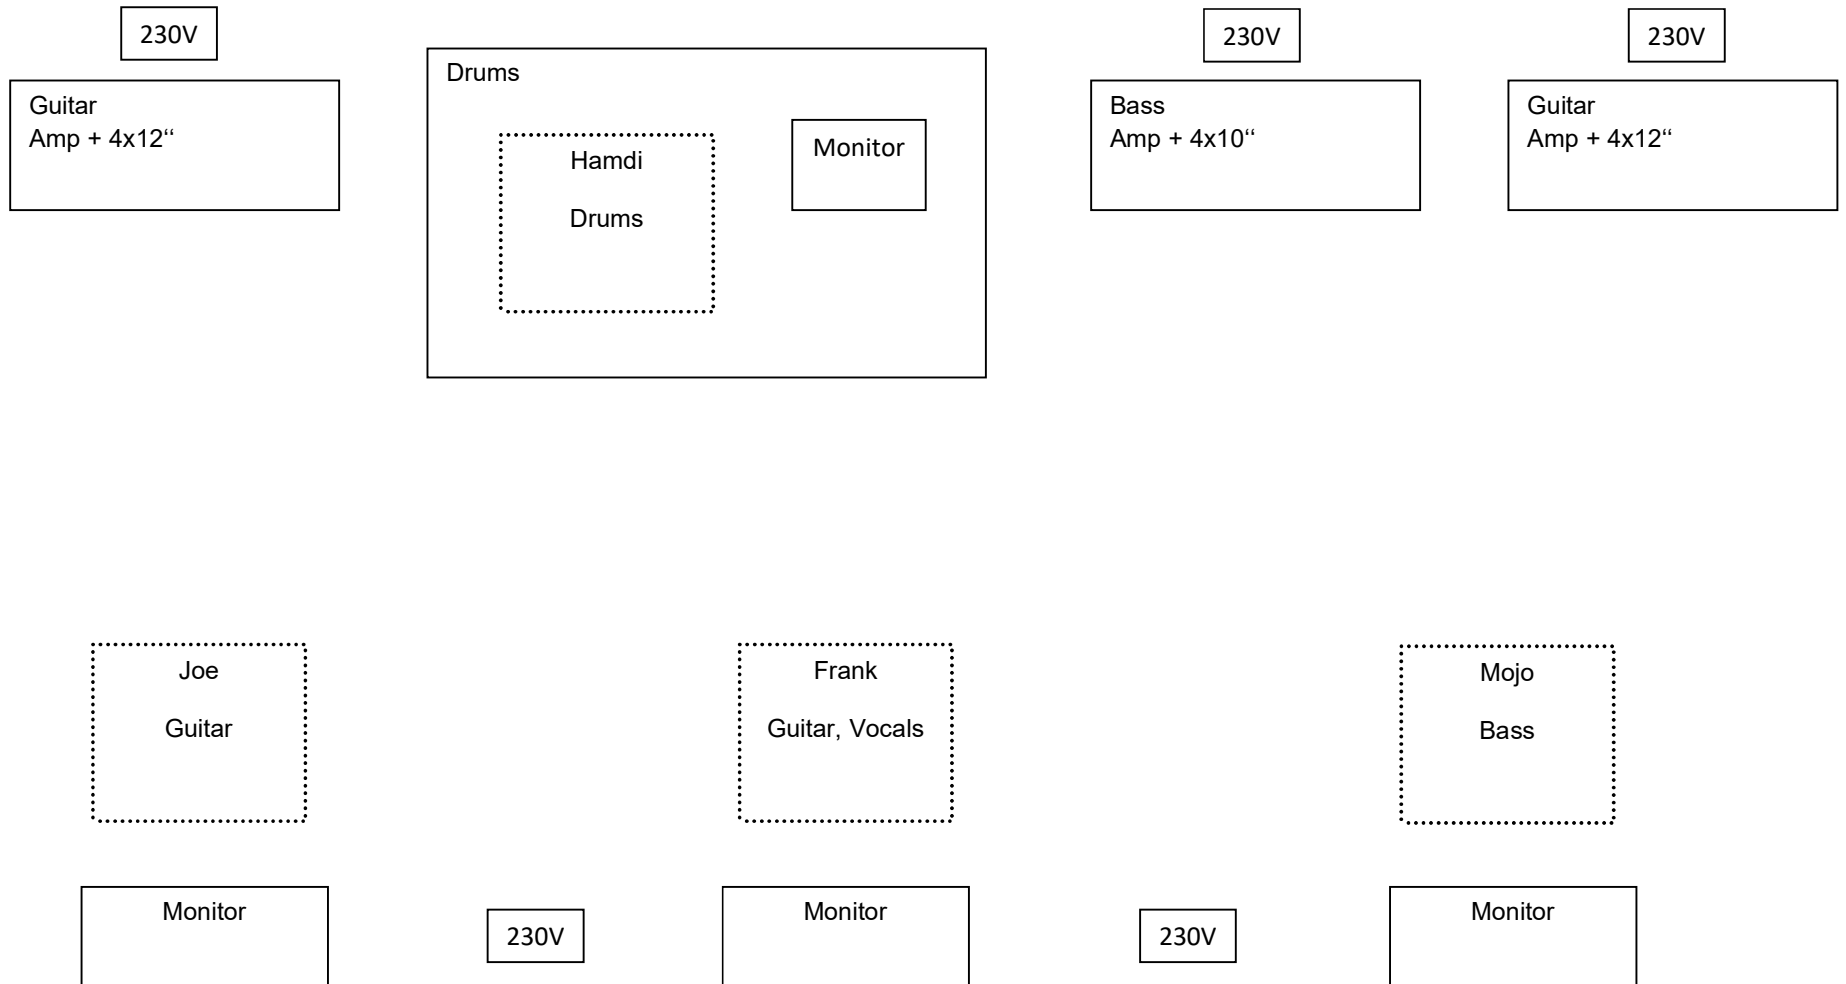 230V
230V
230V
Guitar
Amp + 4x12“
Drums
Hamdi
Drums
Monitor
Bass
Amp + 4x10“
Guitar
Amp + 4x12“
Joe
Guitar
Frank
Guitar, Vocals
Mojo
Bass
Monitor
230V
Monitor
230V
Monitor